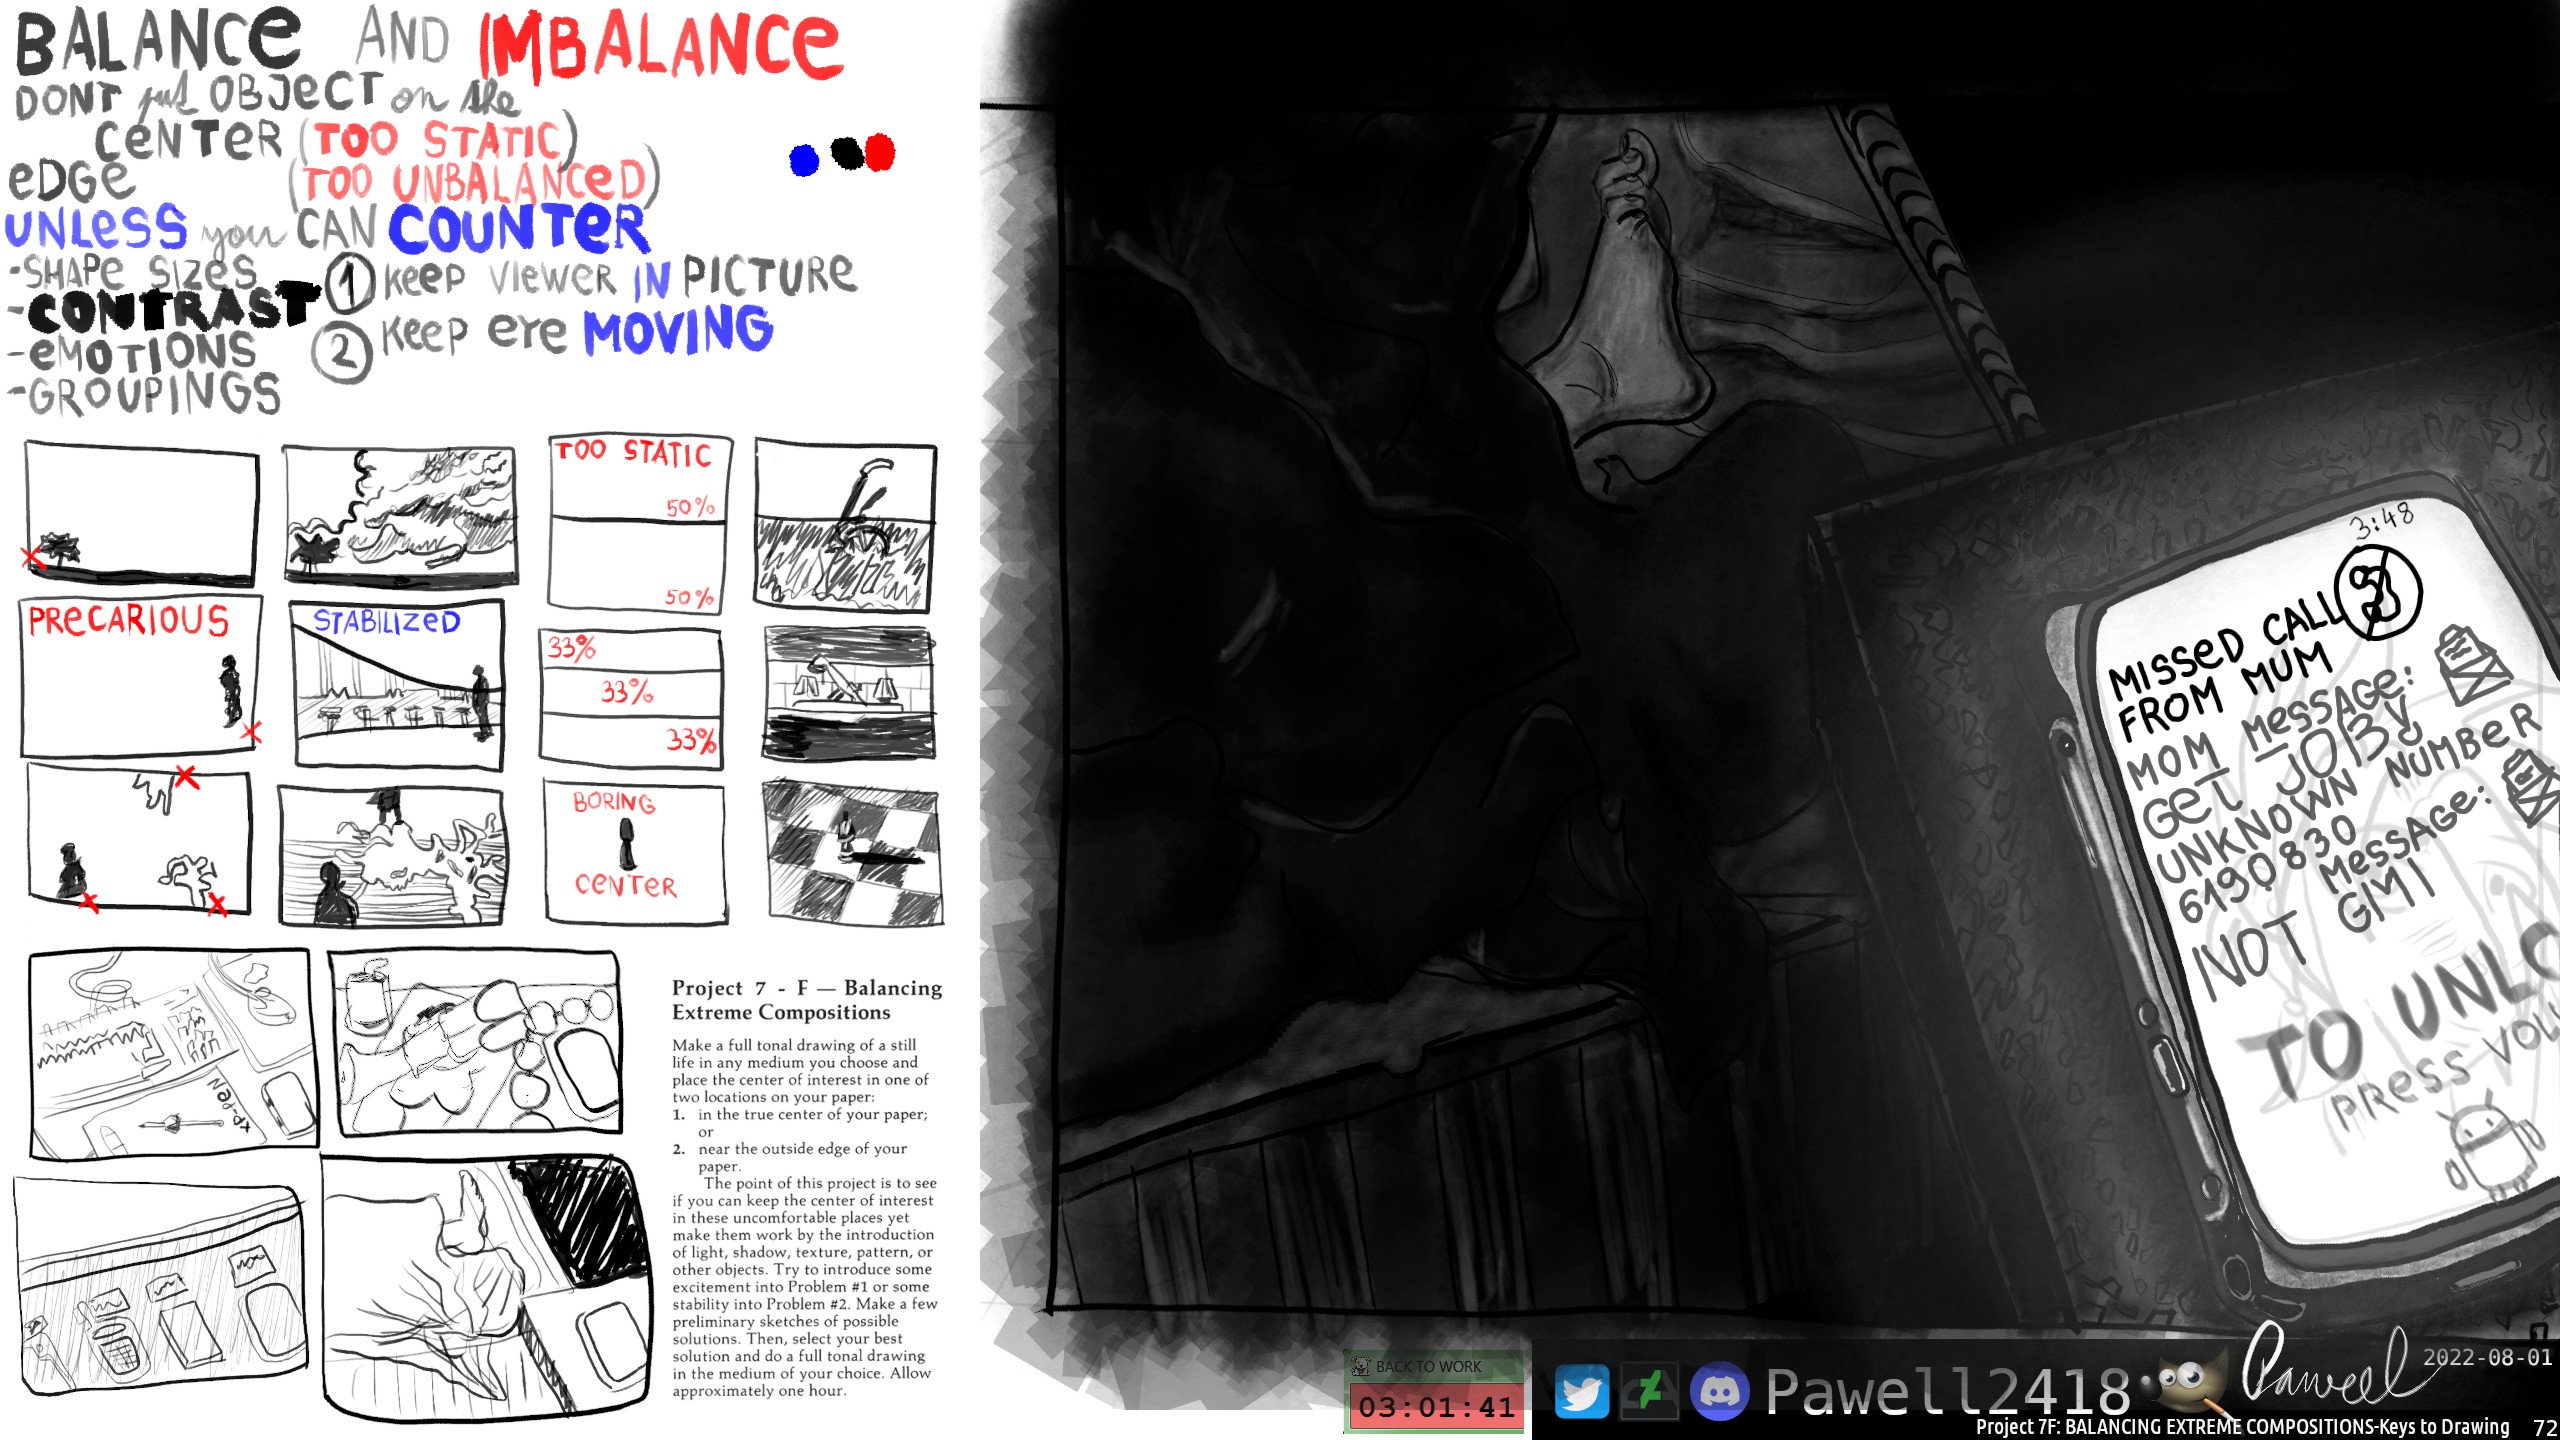 BALANCE AND IMBALANCE
DONT put OBJECT on the
CENTER (TOO STATIC)
EDGE (TOO UNBALANCED)
UNLESS you CAN COUNTER
-SHAPE SIZES
-CONTRAST
-EMOTIONS
-GROUPINGS
1 KEEP VIEWER IN PICTURE
2 KEEP EYE MOVING
TOO STATIC
50%
50%
PRECARIOUS
STABILIZED
33%
33%
33%
BORING
CENTER
XP-PEN
Project 7 - F — Balancing
Extreme Compositions
Make a full tonal drawing of a still
life in any medium you choose and
place the center of interest in one of
two locations on your paper:
1. in the true center of your paper;
or
2. near the outside edge of your
paper.
The point of this project is to see
if you can keep the center of interest
in these uncomfortable places yet
make them work by the introduction
of light, shadow, texture, pattern, or
other objects. Try to introduce some
excitement into Problem #1 or some
stability into Problem #2. Make a few
preliminary sketches of possible
solutions. Then, select your best
solution and do a full tonal drawing
in the medium of your choice. Allow
approximately one hour.
3:48
MISSED CALL
FROM MUM
MOM MESSAGE:
GET JOB
UNKNOWN NUMBER
6190830
MESSAGE:
NOT GMI
TO UNLO
PRESS VOL
BACK TO WORK
03:01:41
Pawell2418
Paweel
2022-08-01
Project 7F: BALANCING EXTREME COMPOSITIONS-Keys to Drawing 72